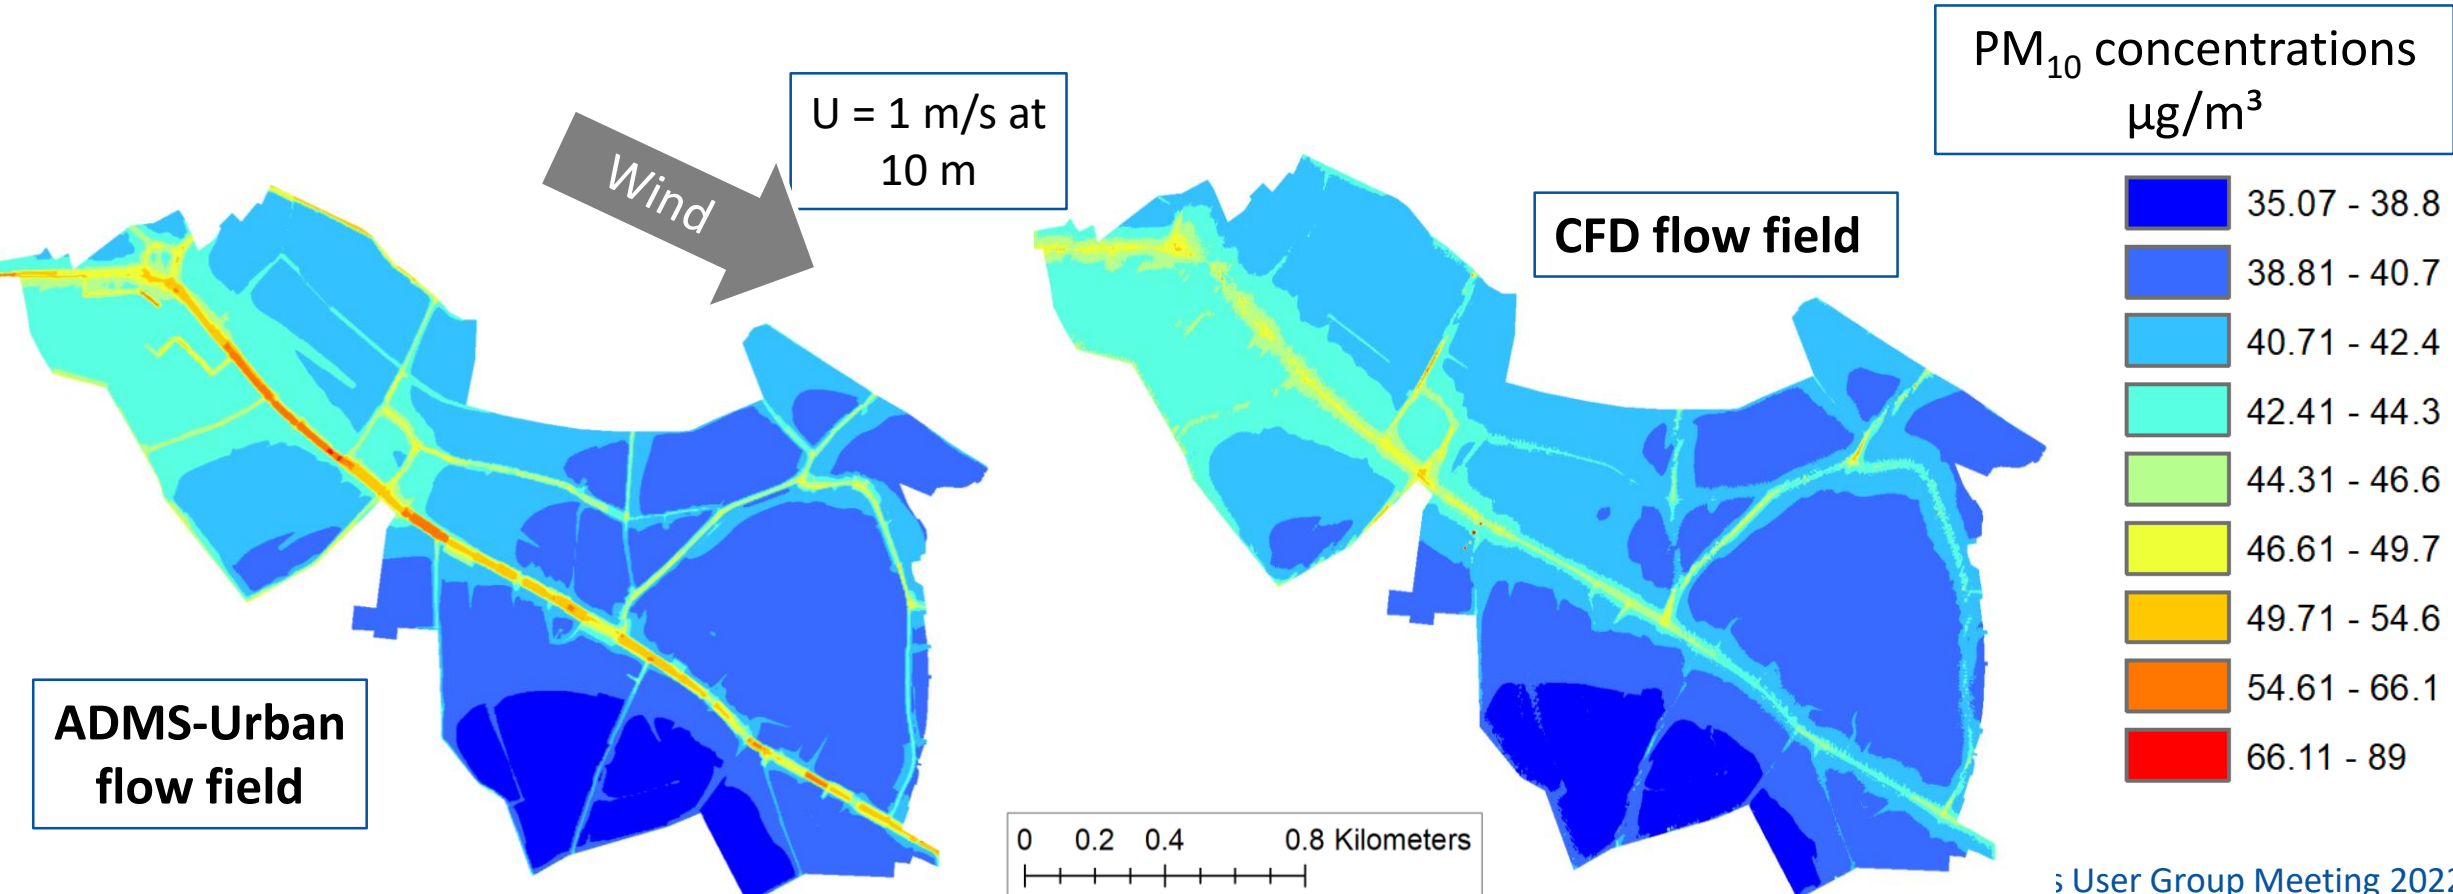 PM₁₀ concentrations
µg/m³
U = 1 m/s at
10 m
Wind
CFD flow field
ADMS-Urban
flow field
35.07 - 38.8
38.81 - 40.7
40.71 - 42.4
42.41 - 44.3
44.31 - 46.6
46.61 - 49.7
49.71 - 54.6
54.61 - 66.1
66.11 - 89
0 0.2 0.4 0.8 Kilometers
User Group Meeting 2022